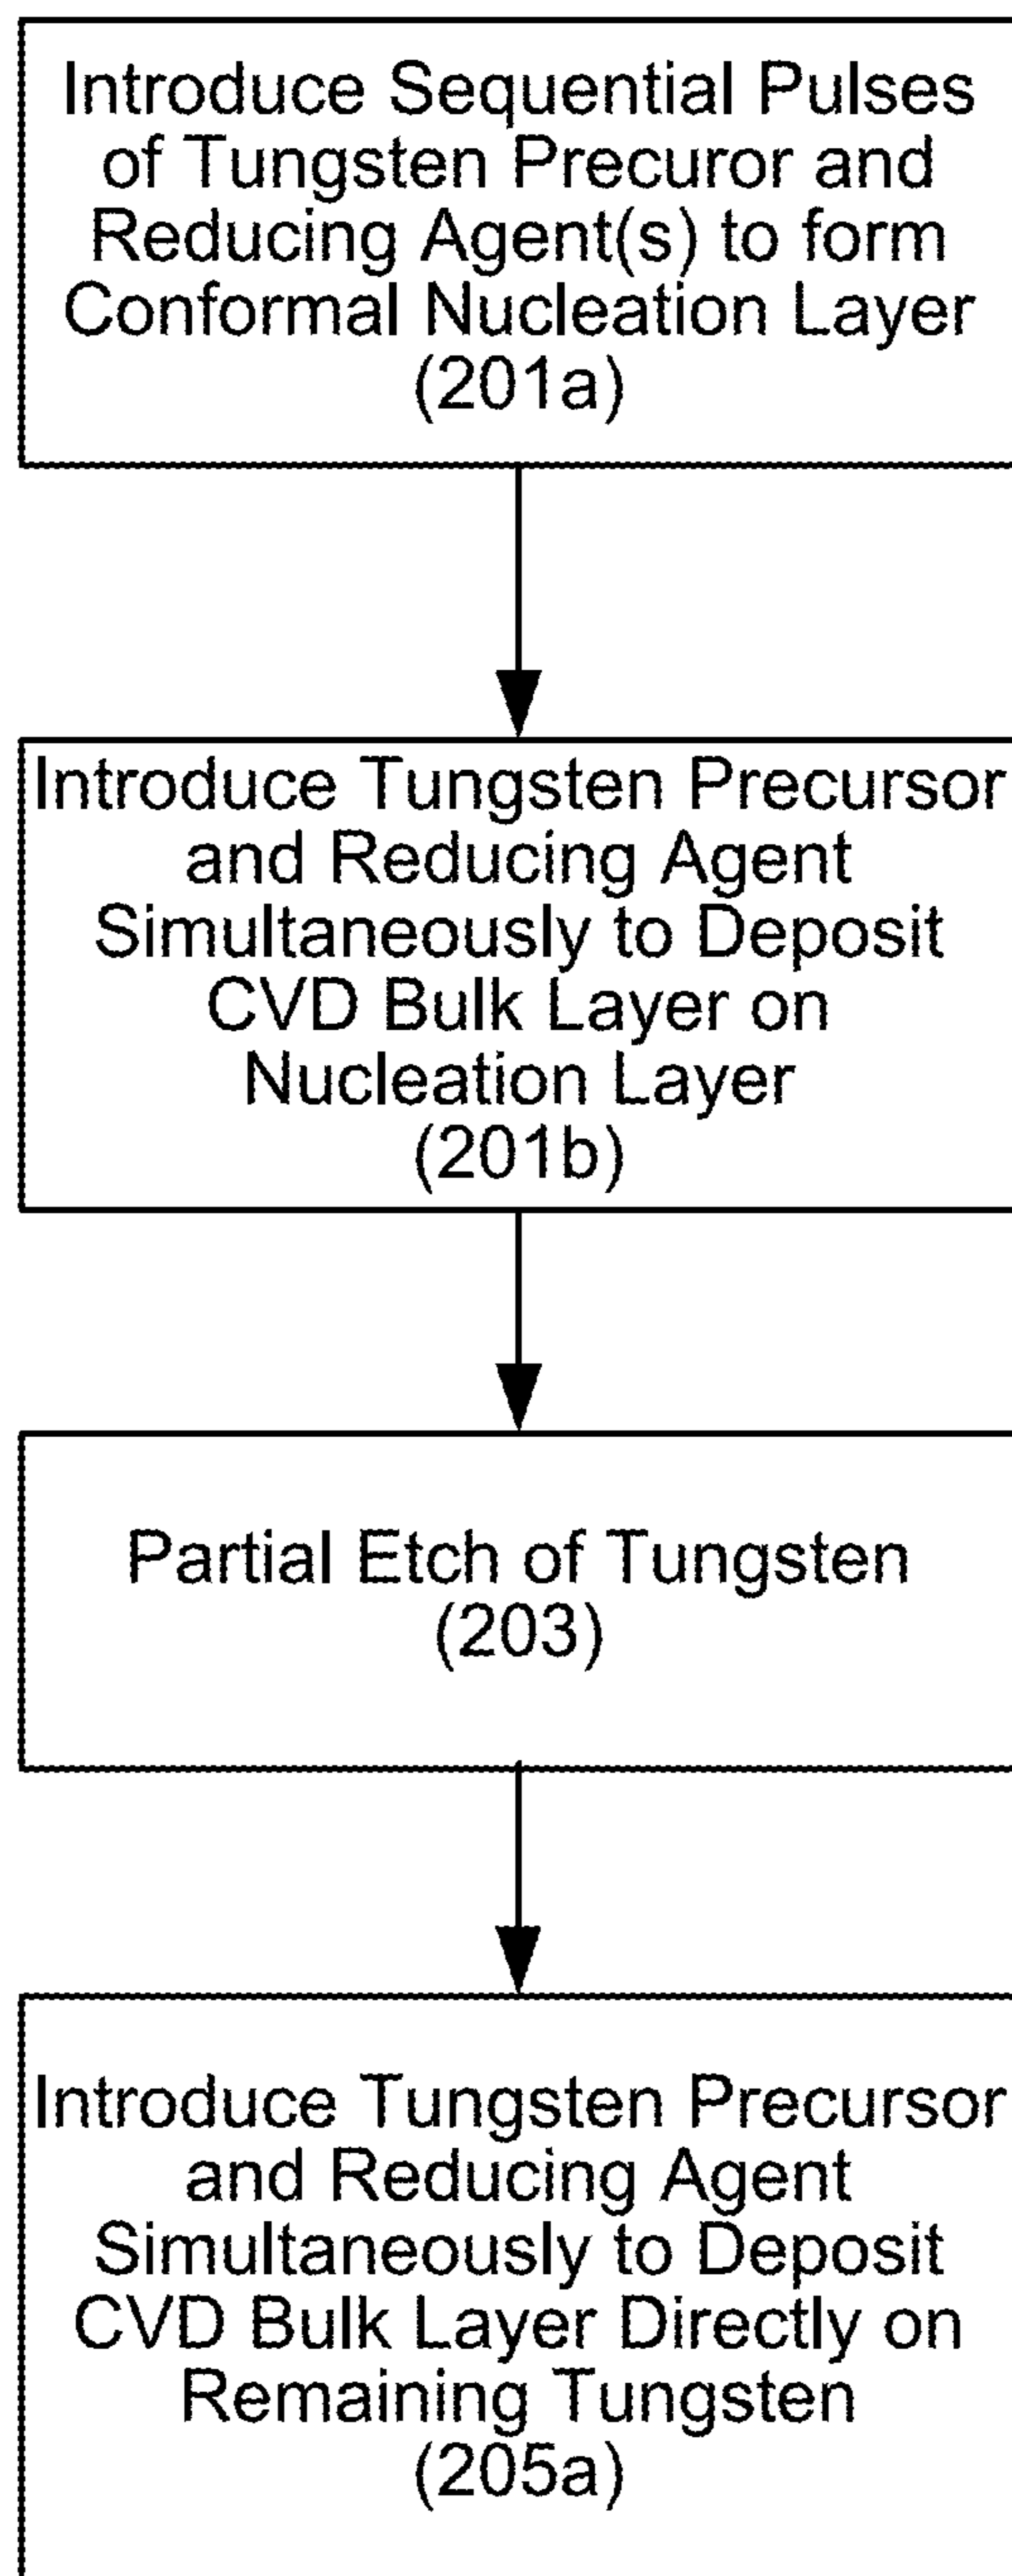 Introduce Sequential Pulses
of Tungsten Precuror and
Reducing Agent(s) to form
Conformal Nucleation Layer
(201a)
Introduce Tungsten Precursor
and Reducing Agent
Simultaneously to Deposit
CVD Bulk Layer on
Nucleation Layer
(201b)
Partial Etch of Tungsten
(203)
Introduce Tungsten Precursor
and Reducing Agent
Simultaneously to Deposit
CVD Bulk Layer Directly on
Remaining Tungsten
(205a)